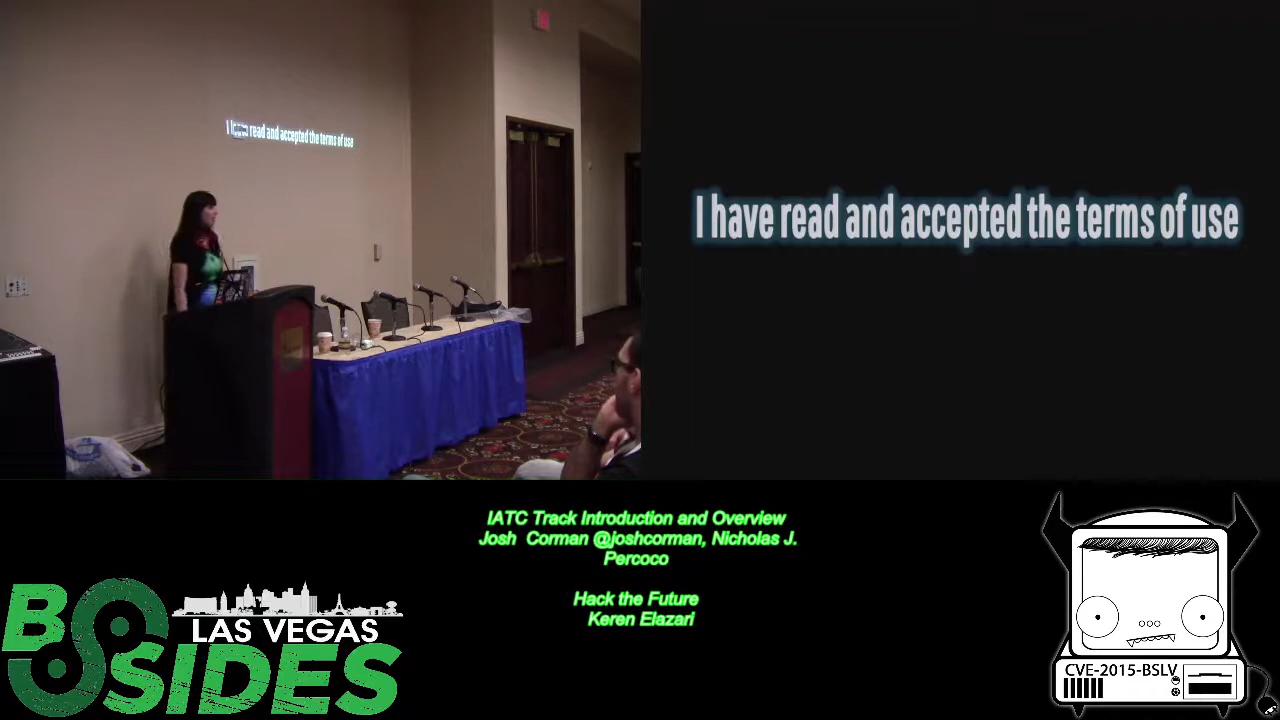 I have read and accepted the terms of use
I have read and accepted the terms of use
IATC Track Introduction and Overview
Josh Corman @joshcorman, Nicholas J.
Percoco
Hack the Future
Keren Elazari
BSIDES
LAS VEGAS
CVE-2015-BSLV